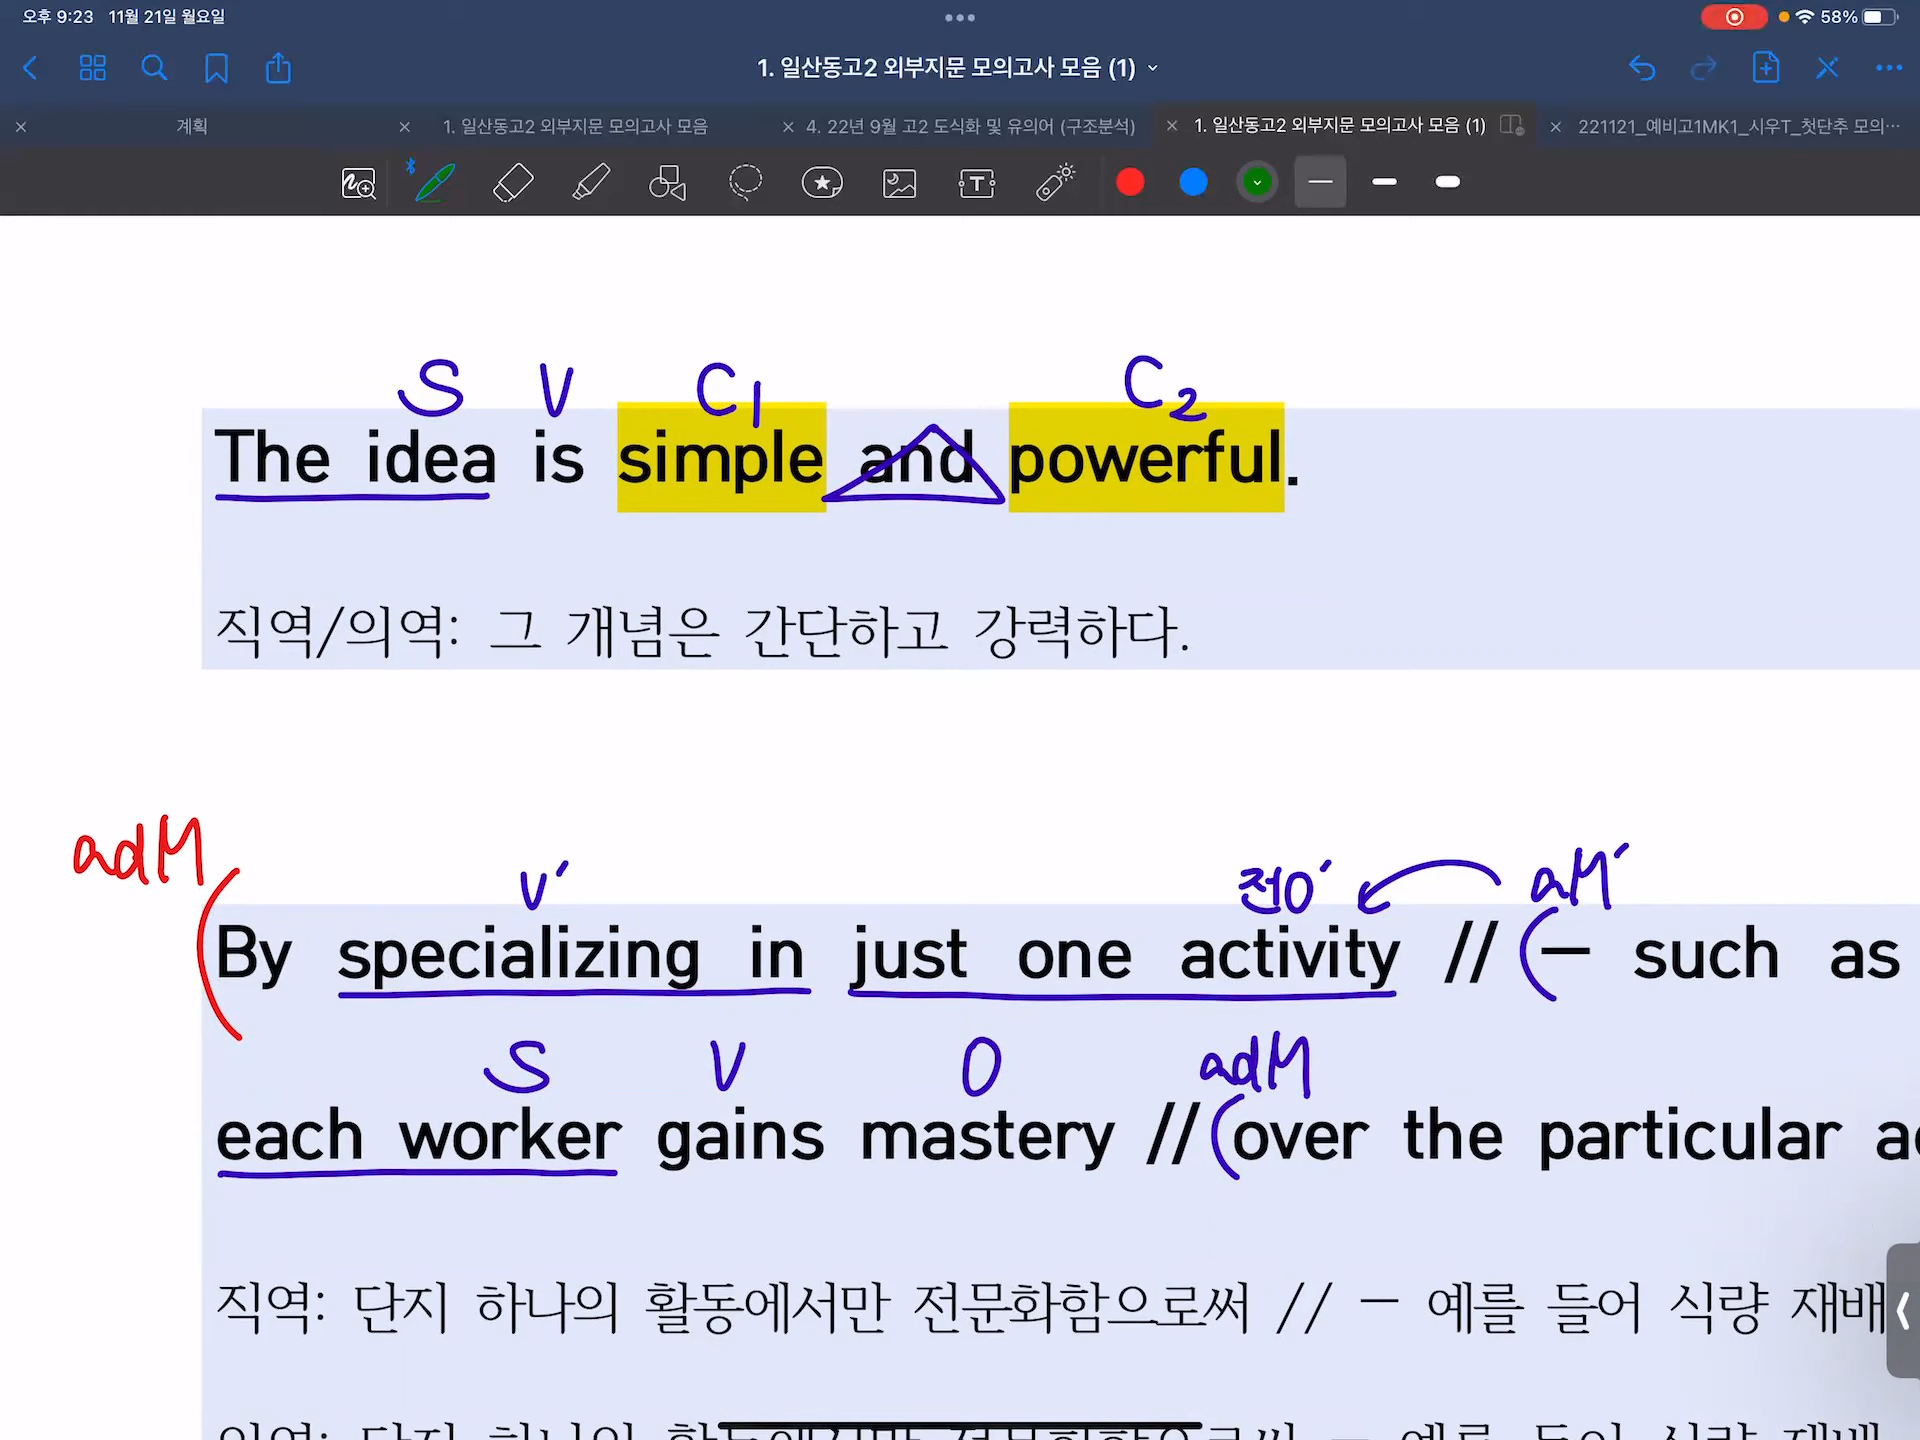 오후 9:23 11월 21일 월요일 58%
1. 일산동고2 외부지문 모의고사 모음 (1)
계획 1. 일산동고2 외부지문 모의고사 모음 4. 22년 9월 고2 도식화 및 유의어 (구조분석) 1. 일산동고2 외부지문 모의고사 모음 (1) 221121_예비고1MK1_시우T_첫단추 모의…
S V C1 C2
The idea is simple and powerful.
직역/의역: 그 개념은 간단하고 강력하다.
adM V' 전O' aM'
By specializing in just one activity // ー such as
S V O adM
each worker gains mastery // over the particular
직역: 단지 하나의 활동에서만 전문화함으로써 // ー 예를 들어 식량 재배